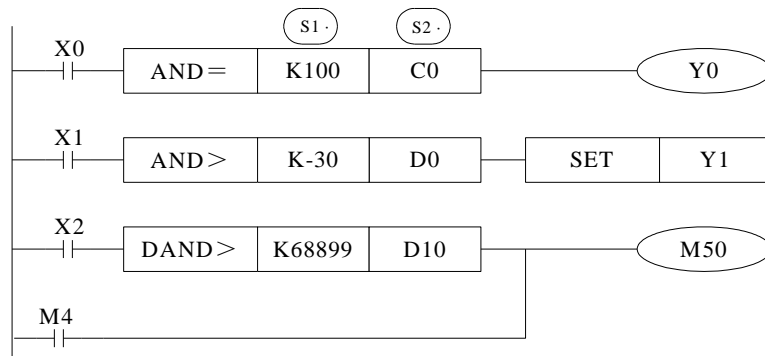 S1· S2·
X0
AND= K100 C0 Y0
X1
AND> K-30 D0 SET Y1
X2
DAND> K68899 D10 M50
M4